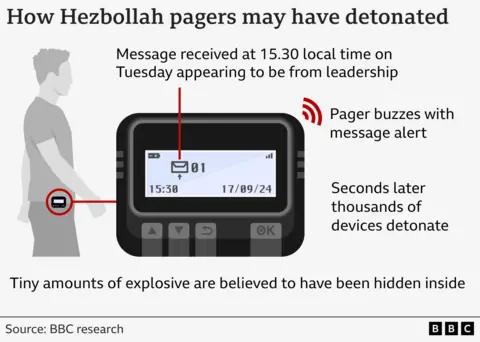 How Hezbollah pagers may have detonated
Message received at 15.30 local time on
Tuesday appearing to be from leadership
Pager buzzes with
message alert
01
15:30 17/09/24
Seconds later
thousands of
devices detonate
OK
Tiny amounts of explosive are believed to have been hidden inside
Source: BBC research
BBC